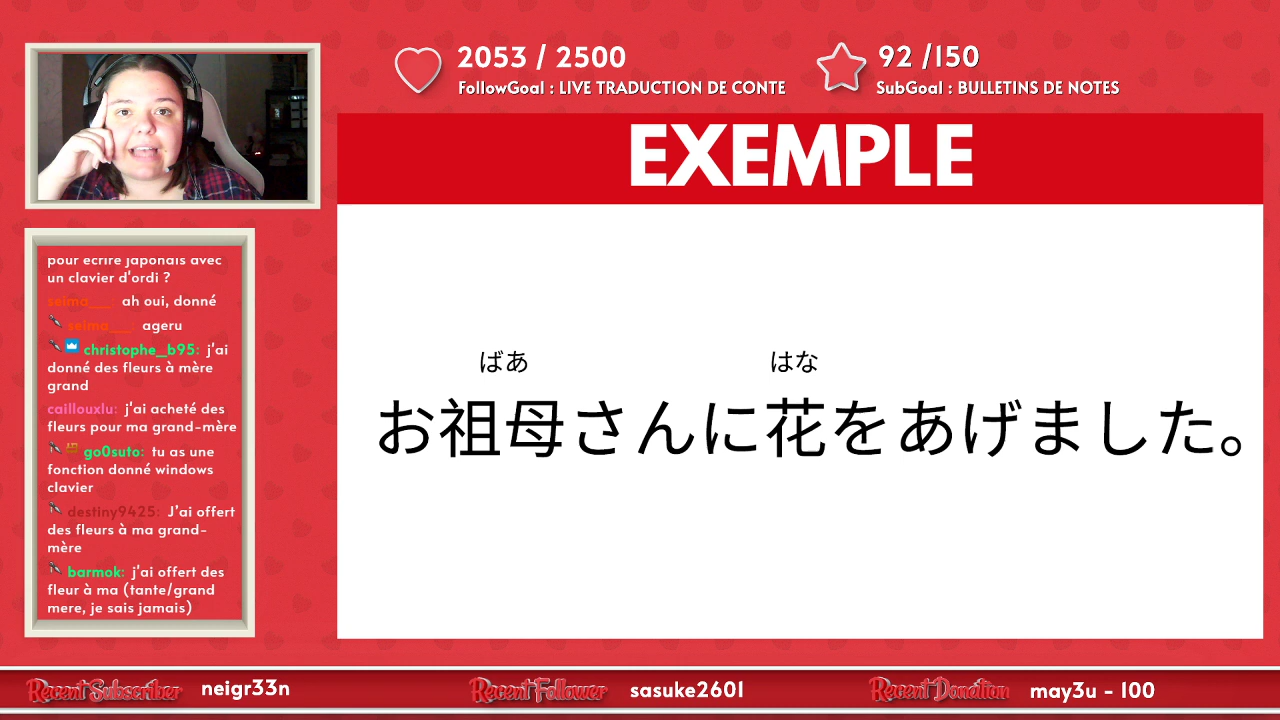 2053 / 2500
FollowGoal : LIVE TRADUCTION DE CONTE
92 /150
SubGoal : BULLETINS DE NOTES
EXEMPLE
ばあ はな
お祖母さんに花をあげました。
pour écrire japonais avec
un clavier d'ordi ?
seima___: ah oui, donné
seima___: ageru
christophe_b95: j'ai
donné des fleurs à mère
grand
caillouxlu: j'ai acheté des
fleurs pour ma grand-mère
go0suto: tu as une
fonction donné windows
clavier
destiny9425: J'ai offert
des fleurs à ma grand-
mère
barmok: j'ai offert des
fleur à ma (tante/grand
mere, je sais jamais)
Recent Subscriber neigr33n
Recent Follower sasuke2601
Recent Donation may3u - 100